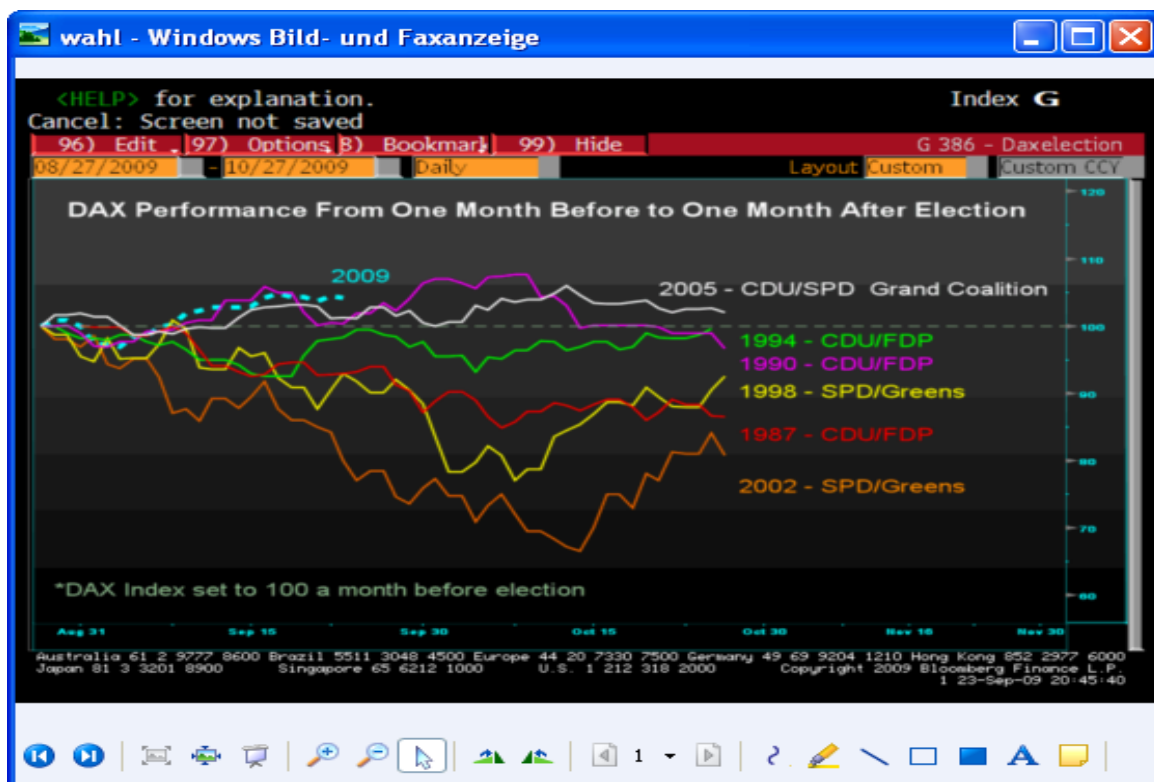 wahl - Windows Bild- und Faxanzeige
<HELP> for explanation. Index G
Cancel: Screen not saved
96) Edit 97) Options 8) Bookmark 99) Hide G 386 - Daxelection
08/27/2009 - 10/27/2009 Daily Layout Custom Custom CCY
DAX Performance From One Month Before to One Month After Election
120
110
2009
2005 - CDU/SPD Grand Coalition
100
1994 - CDU/FDP
1990 - CDU/FDP
1998 - SPD/Greens
90
1987 - CDU/FDP
80
2002 - SPD/Greens
70
*DAX Index set to 100 a month before election
60
Aug 31 Sep 15 Sep 30 Oct 15 Oct 30 Nov 16 Nov 30
Australia 61 2 9777 8600 Brazil 5511 3048 4500 Europe 44 20 7330 7500 Germany 49 69 9204 1210 Hong Kong 852 2977 6000
Japan 81 3 3201 8900 Singapore 65 6212 1000 U.S. 1 212 318 2000 Copyright 2009 Bloomberg Finance L.P.
1 23-Sep-09 20:45:40
1
A